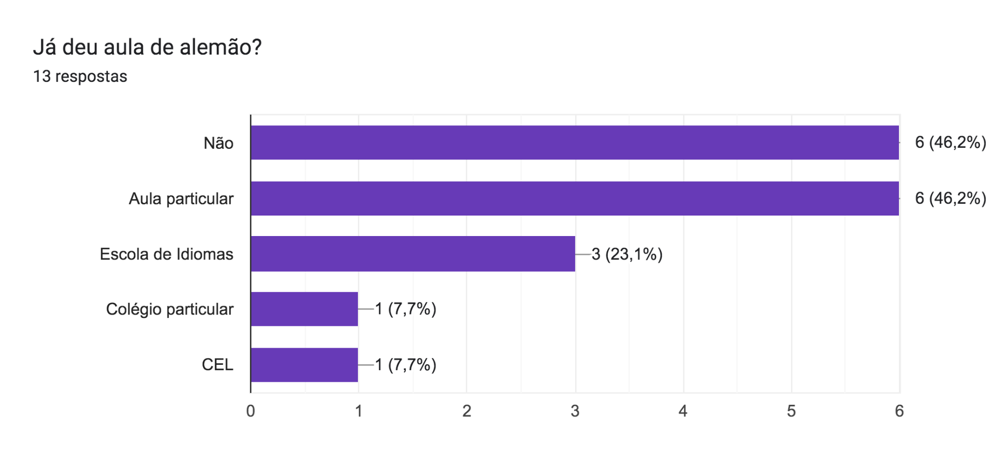 Já deu aula de alemão?
13 respostas
Não 6 (46,2%)
Aula particular 6 (46,2%)
Escola de Idiomas 3 (23,1%)
Colégio particular 1 (7,7%)
CEL 1 (7,7%)
0 1 2 3 4 5 6